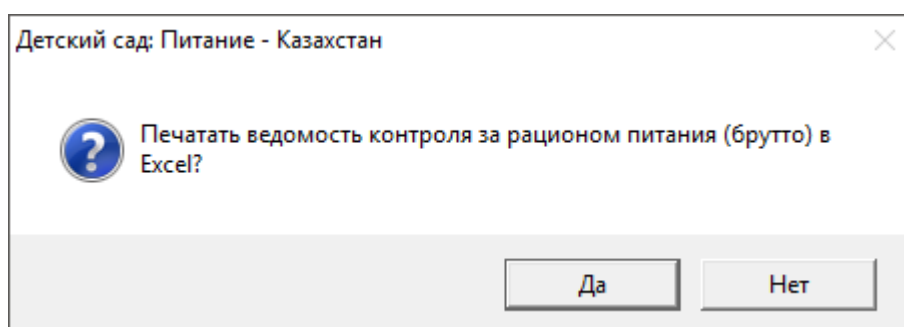 Детский сад: Питание - Казахстан
Печатать ведомость контроля за рационом питания (брутто) в
Excel?
Да
Нет